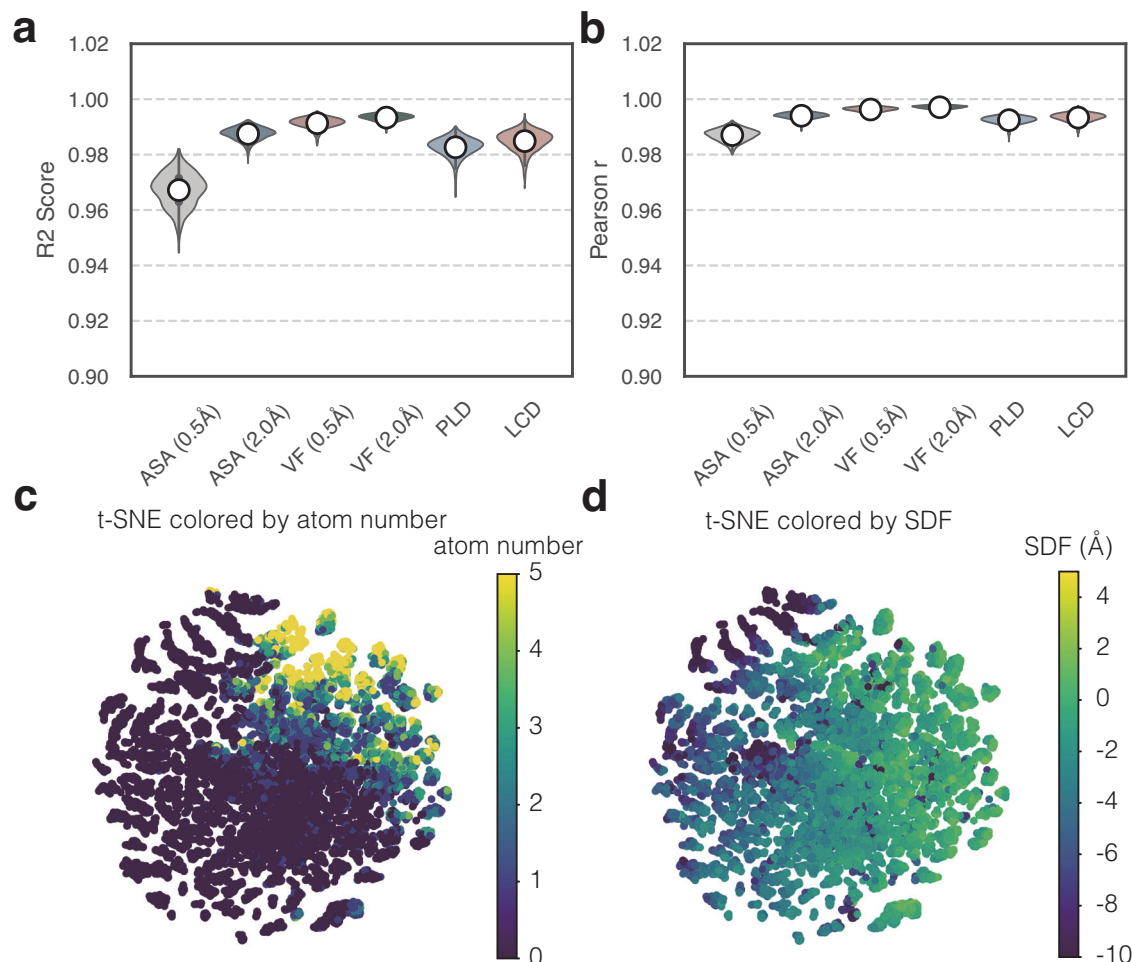 a
R2 Score
1.02
1.00
0.98
0.96
0.94
0.92
0.90
ASA (0.5Å)
ASA (2.0Å)
VF (0.5Å)
VF (2.0Å)
PLD
LCD
b
Pearson r
1.02
1.00
0.98
0.96
0.94
0.92
0.90
ASA (0.5Å)
ASA (2.0Å)
VF (0.5Å)
VF (2.0Å)
PLD
LCD
c
t-SNE colored by atom number
atom number
5
4
3
2
1
0
d
t-SNE colored by SDF
SDF (Å)
4
2
0
-2
-4
-6
-8
-10